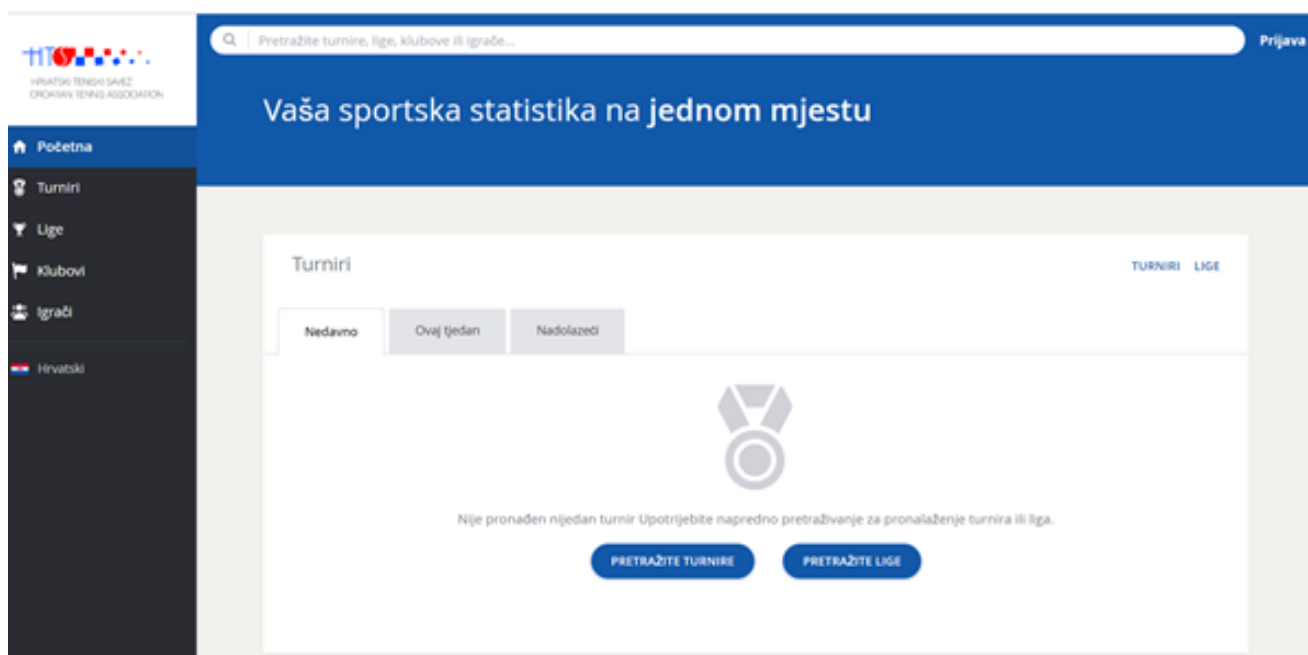 HTS
HRVATSKI TENISKI SAVEZ
CROATIAN TENNIS ASSOCIATION
Početna
Turniri
Lige
Klubovi
Igrači
Hrvatski
Pretražite turnire, lige, klubove ili igrače...
Prijava
Vaša sportska statistika na jednom mjestu
Turniri
TURNIRI LIGE
Nedavno Ovaj tjedan Nadolazeći
Nije pronađen nijedan turnir Upotrijebite napredno pretraživanje za pronalaženje turnira ili liga.
PRETRAŽITE TURNIRE PRETRAŽITE LIGE